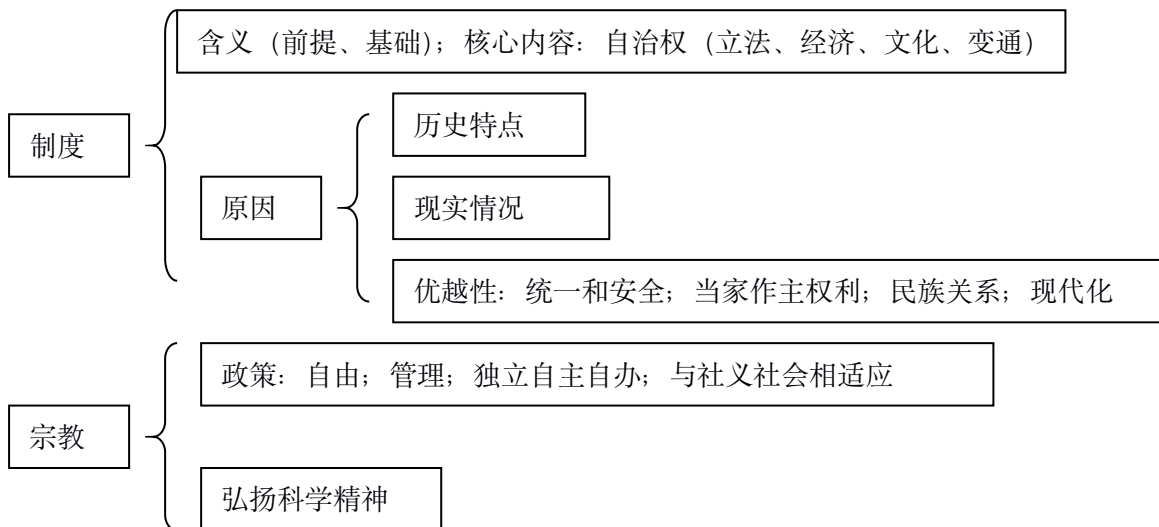 含义（前提、基础）；核心内容：自治权（立法、经济、文化、变通）
制度
历史特点
原因
现实情况
优越性：统一和安全；当家作主权利；民族关系；现代化
政策：自由；管理；独立自主自办；与社义社会相适应
宗教
弘扬科学精神